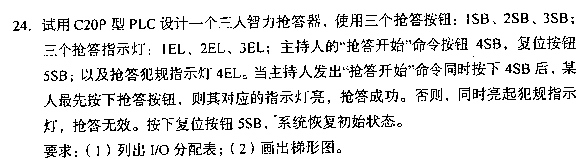 24. 试用 C20P 型 PLC 设计一个三人智力抢答器，使用三个抢答按钮：1SB、2SB、3SB；
三个抢答指示灯：1EL、2EL、3EL；主持人的“抢答开始”命令按钮 4SB，复位按钮
5SB；以及抢答犯规指示灯 4EL。当主持人发出“抢答开始”命令同时按下 4SB 后，某
人最先按下抢答按钮，则其对应的指示灯亮，抢答成功。否则，同时亮起犯规指示
灯，抢答无效。按下复位按钮 5SB，系统恢复初始状态。
要求：（1）列出 I/O 分配表；（2）画出梯形图。